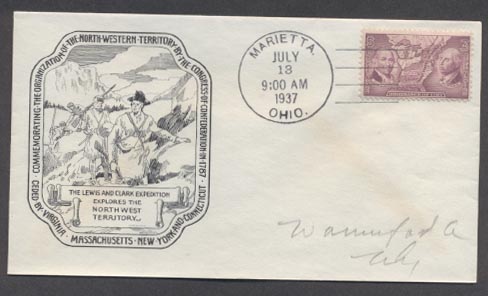 COMMEMORATING·THE·ORGANIZATION·OF·THE·NORTH·WESTERN·TERRITORY·BY·THE·CONGRESS·OF·CONFEDERATION·IN·1787·
CEDED·BY·VIRGINIA·MASSACHUSETTS·NEW YORK·AND·CONNECTICUT·
THE LEWIS AND CLARK EXPEDITION
EXPLORES THE
NORTH WEST
TERRITORY
MARIETTA
JULY
13
9:00 AM
1937
OHIO.